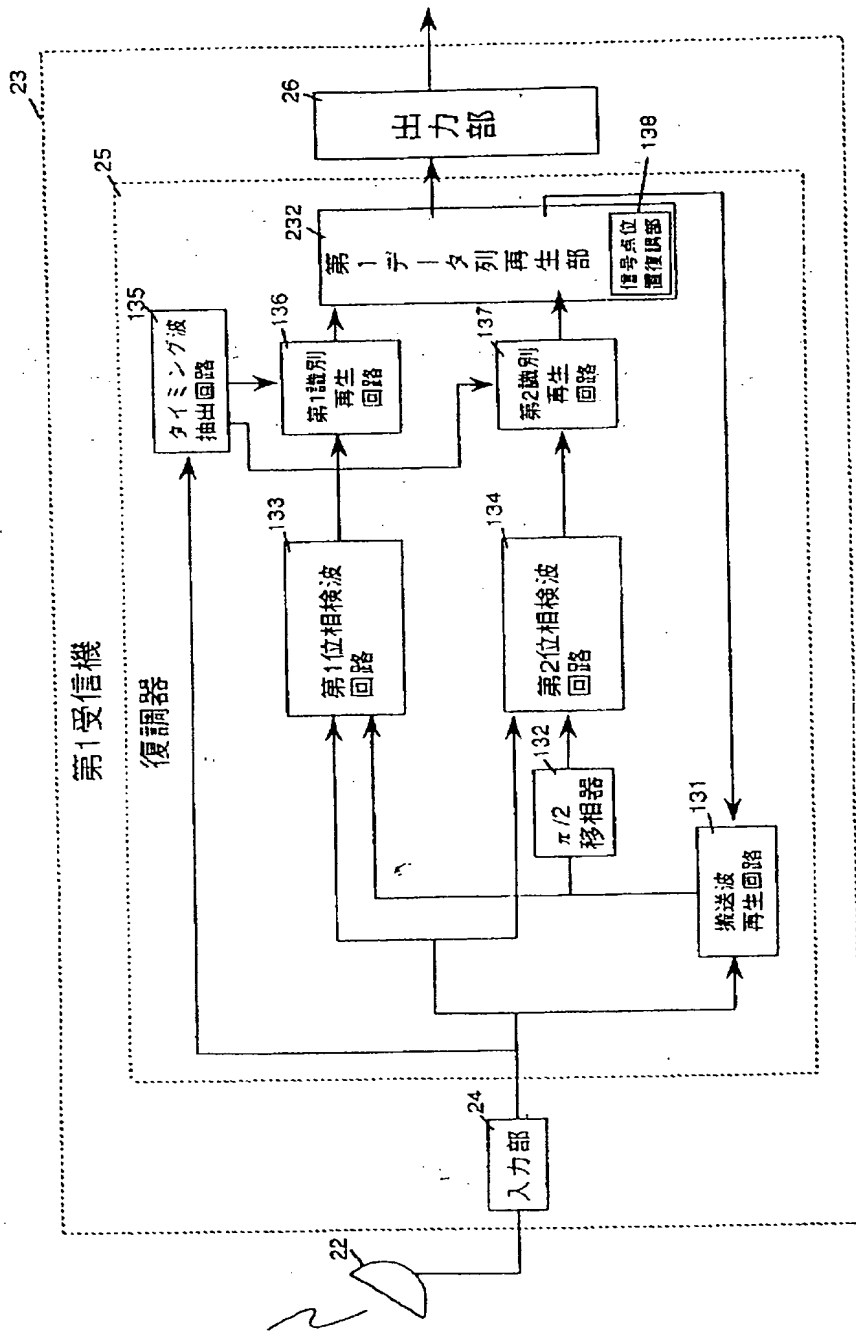 第1受信機
23
復調器
25
22
24
入力部
135
タイミング波
抽出回路
133
第1位相検波
回路
136
第1識別
再生
回路
134
第2位相検波
回路
137
第2識別
再生
回路
132
π/2
移相器
131
搬送波
再生回路
232
第1データ列再生部
138
信号点位
置復調部
26
出力部